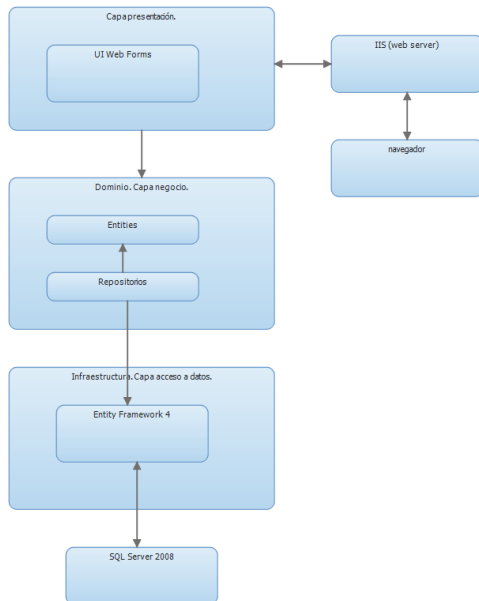 Capa presentación.
UI Web Forms
IIS (web server)
navegador
Dominio. Capa negocio.
Entities
Repositorios
Infraestructura. Capa acceso a datos.
Entity Framework 4
SQL Server 2008